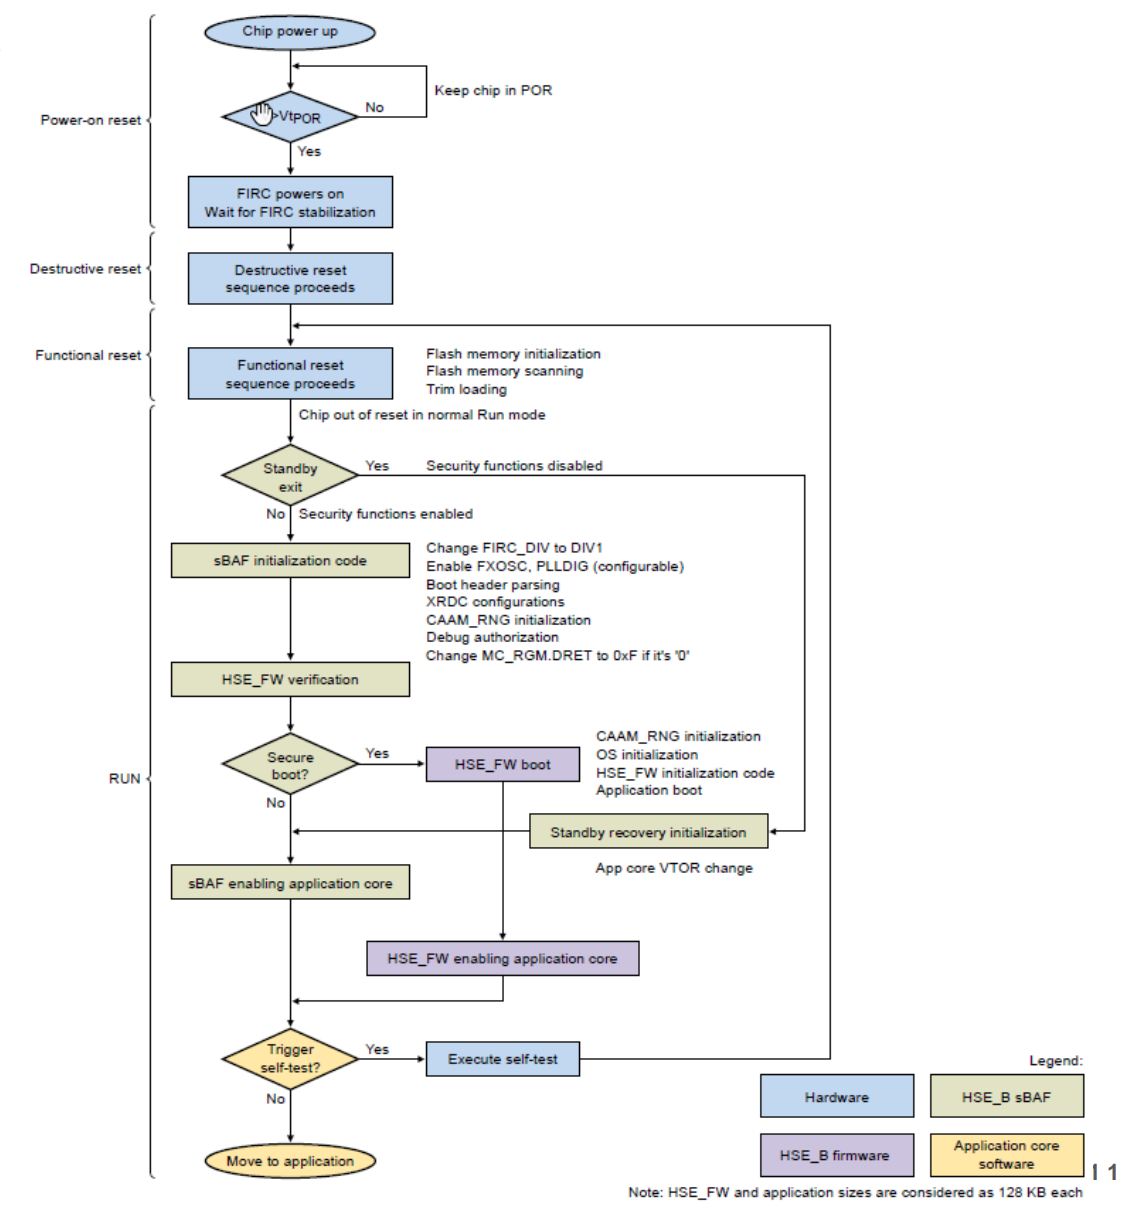 Chip power up
Keep chip in POR
No
>VtPOR
Power-on reset
Yes
FIRC powers on
Wait for FIRC stabilization
Destructive reset
Destructive reset
sequence proceeds
Functional reset
Functional reset
sequence proceeds
Flash memory initialization
Flash memory scanning
Trim loading
Chip out of reset in normal Run mode
Standby
exit
Yes
Security functions disabled
No
Security functions enabled
sBAF initialization code
Change FIRC_DIV to DIV1
Enable FXOSC, PLLDIG (configurable)
Boot header parsing
XRDC configurations
CAAM_RNG initialization
Debug authorization
Change MC_RGM.DRET to 0xF if it's '0'
HSE_FW verification
RUN
Secure
boot?
Yes
HSE_FW boot
CAAM_RNG initialization
OS initialization
HSE_FW initialization code
Application boot
No
Standby recovery initialization
App core VTOR change
sBAF enabling application core
HSE_FW enabling application core
Trigger
self-test?
Yes
Execute self-test
No
Move to application
Legend:
Hardware
HSE_B sBAF
HSE_B firmware
Application core
software
11
Note: HSE_FW and application sizes are considered as 128 KB each